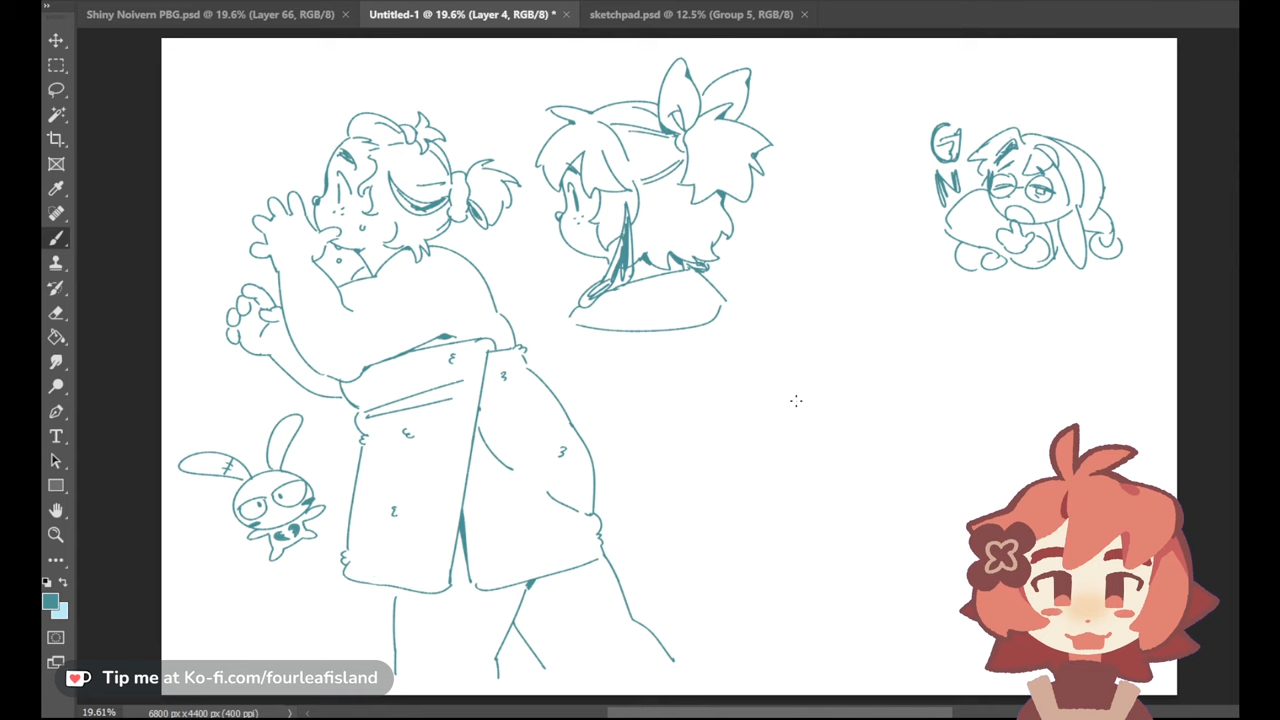 Shiny Noivern PBG.psd @ 19.6% (Layer 66, RGB/8) ×
Untitled-1 @ 19.6% (Layer 4, RGB/8) * ×
sketchpad.psd @ 12.5% (Group 5, RGB/8) ×
G
N
Tip me at Ko-fi.com/fourleafisland
19.61%
6800 px x 4400 px (400 ppi)